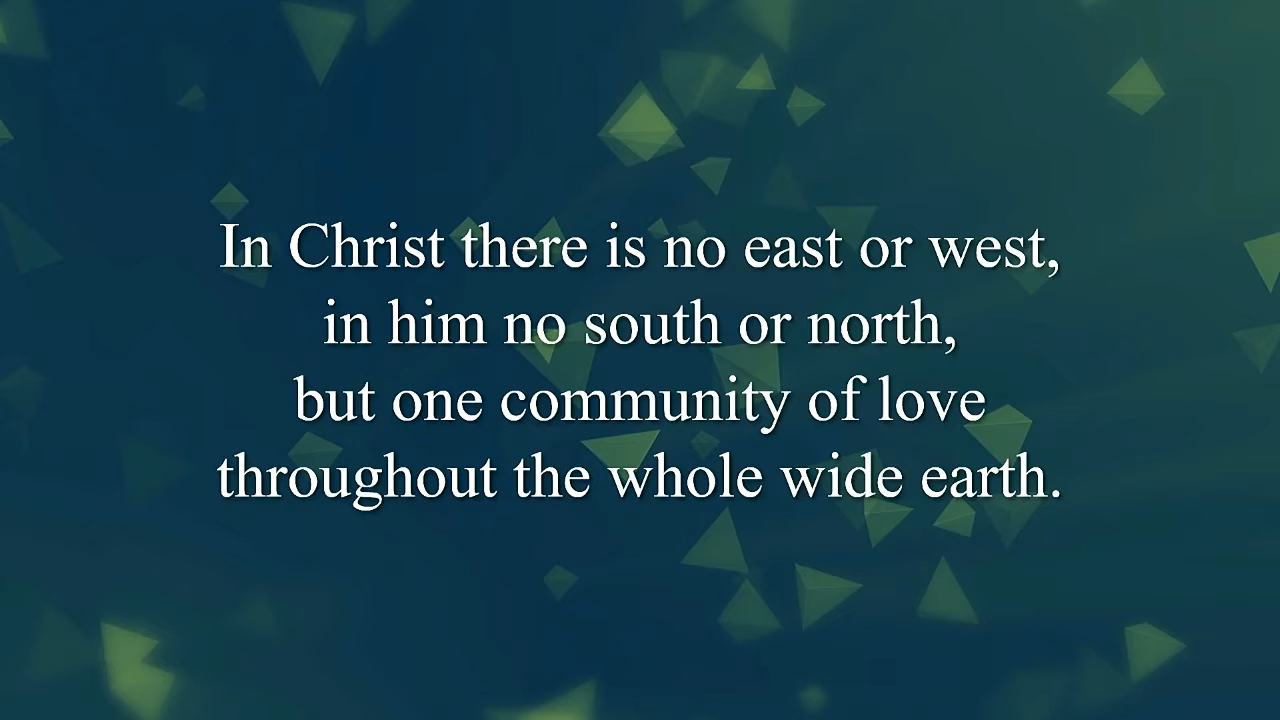 In Christ there is no east or west,
in him no south or north,
but one community of love
throughout the whole wide earth.